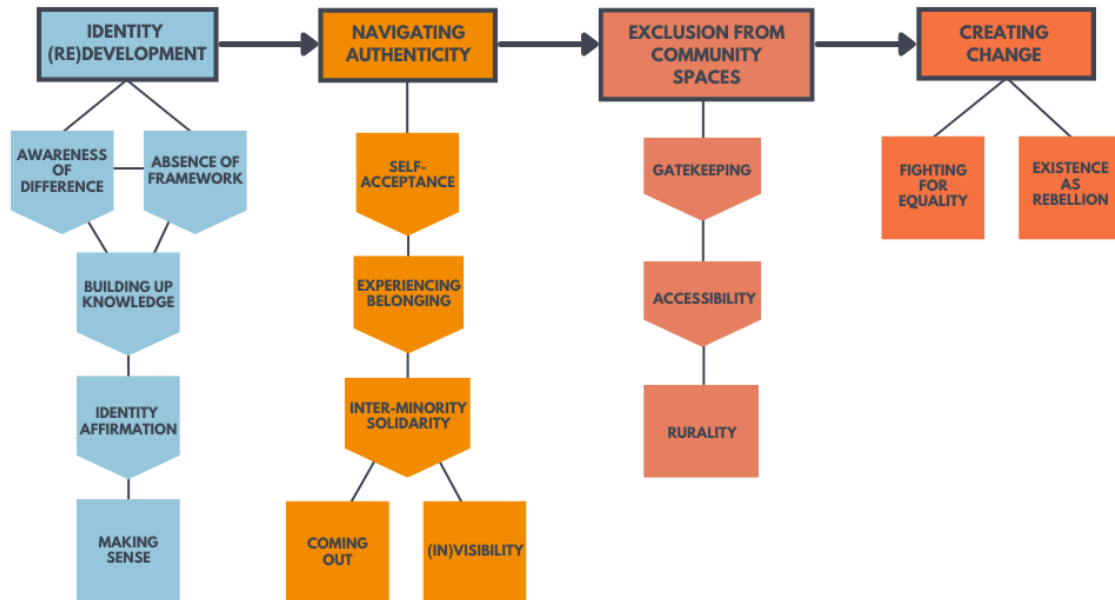 IDENTITY
(RE)DEVELOPMENT
NAVIGATING
AUTHENTICITY
EXCLUSION FROM
COMMUNITY
SPACES
CREATING
CHANGE
AWARENESS
OF
DIFFERENCE
ABSENCE OF
FRAMEWORK
BUILDING UP
KNOWLEDGE
IDENTITY
AFFIRMATION
MAKING
SENSE
SELF-
ACCEPTANCE
EXPERIENCING
BELONGING
INTER-MINORITY
SOLIDARITY
COMING
OUT
(IN)VISIBILITY
GATEKEEPING
ACCESSIBILITY
RURALITY
FIGHTING
FOR
EQUALITY
EXISTENCE
AS
REBELLION